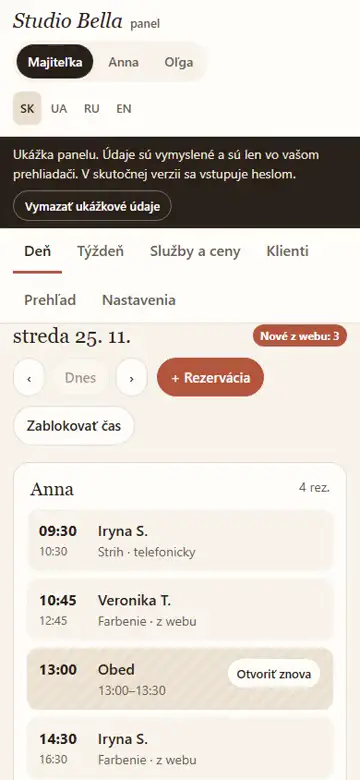 Studio Bella panel
Majiteľka Anna Oľga
SK UA RU EN
Ukážka panelu. Údaje sú vymyslené a sú len vo vašom
prehliadači. V skutočnej verzii sa vstupuje heslom.
Vymazať ukážkové údaje
Deň Týždeň Služby a ceny Klienti
Prehľad Nastavenia
streda 25. 11. Nové z webu: 3
‹ Dnes › + Rezervácia
Zablokovať čas
Anna 4 rez.
09:30 Iryna S.
10:30 Strih · telefonicky
10:45 Veronika T.
12:45 Farbenie · z webu
13:00 Obed Otvoriť znova
13:00–13:30
14:30 Iryna S.
16:30 Farbenie · z webu